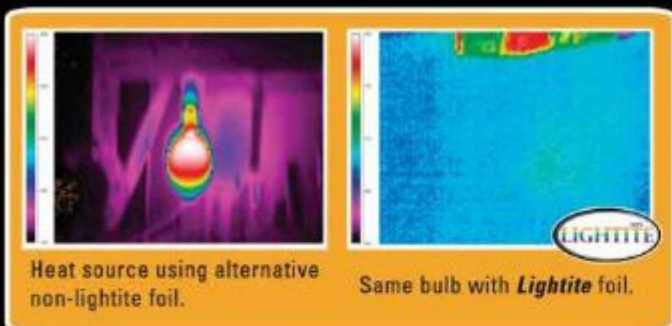 LIGHTITE
Heat source using alternative
non-lightite foil.
Same bulb with Lightite foil.